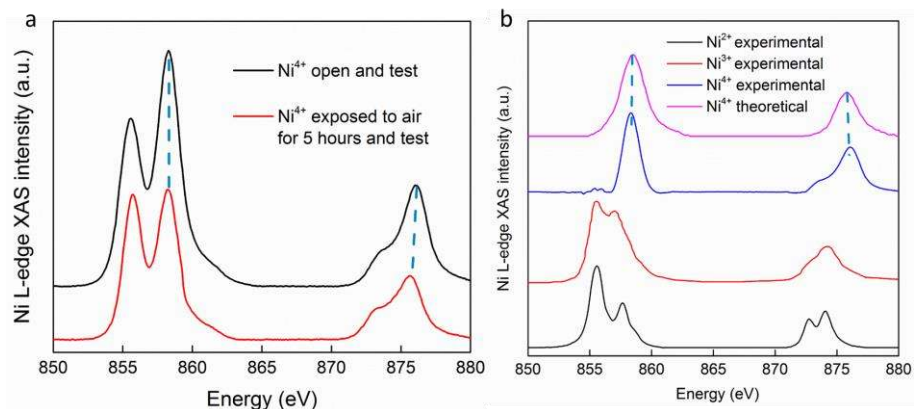 a
Ni L-edge XAS intensity (a.u.)
Ni⁴⁺ open and test
Ni⁴⁺ exposed to air
for 5 hours and test
850 855 860 865 870 875 880
Energy (eV)
b
Ni L-edge XAS intensity (a.u.)
Ni²⁺ experimental
Ni³⁺ experimental
Ni⁴⁺ experimental
Ni⁴⁺ theoretical
850 855 860 865 870 875 880
Energy (eV)